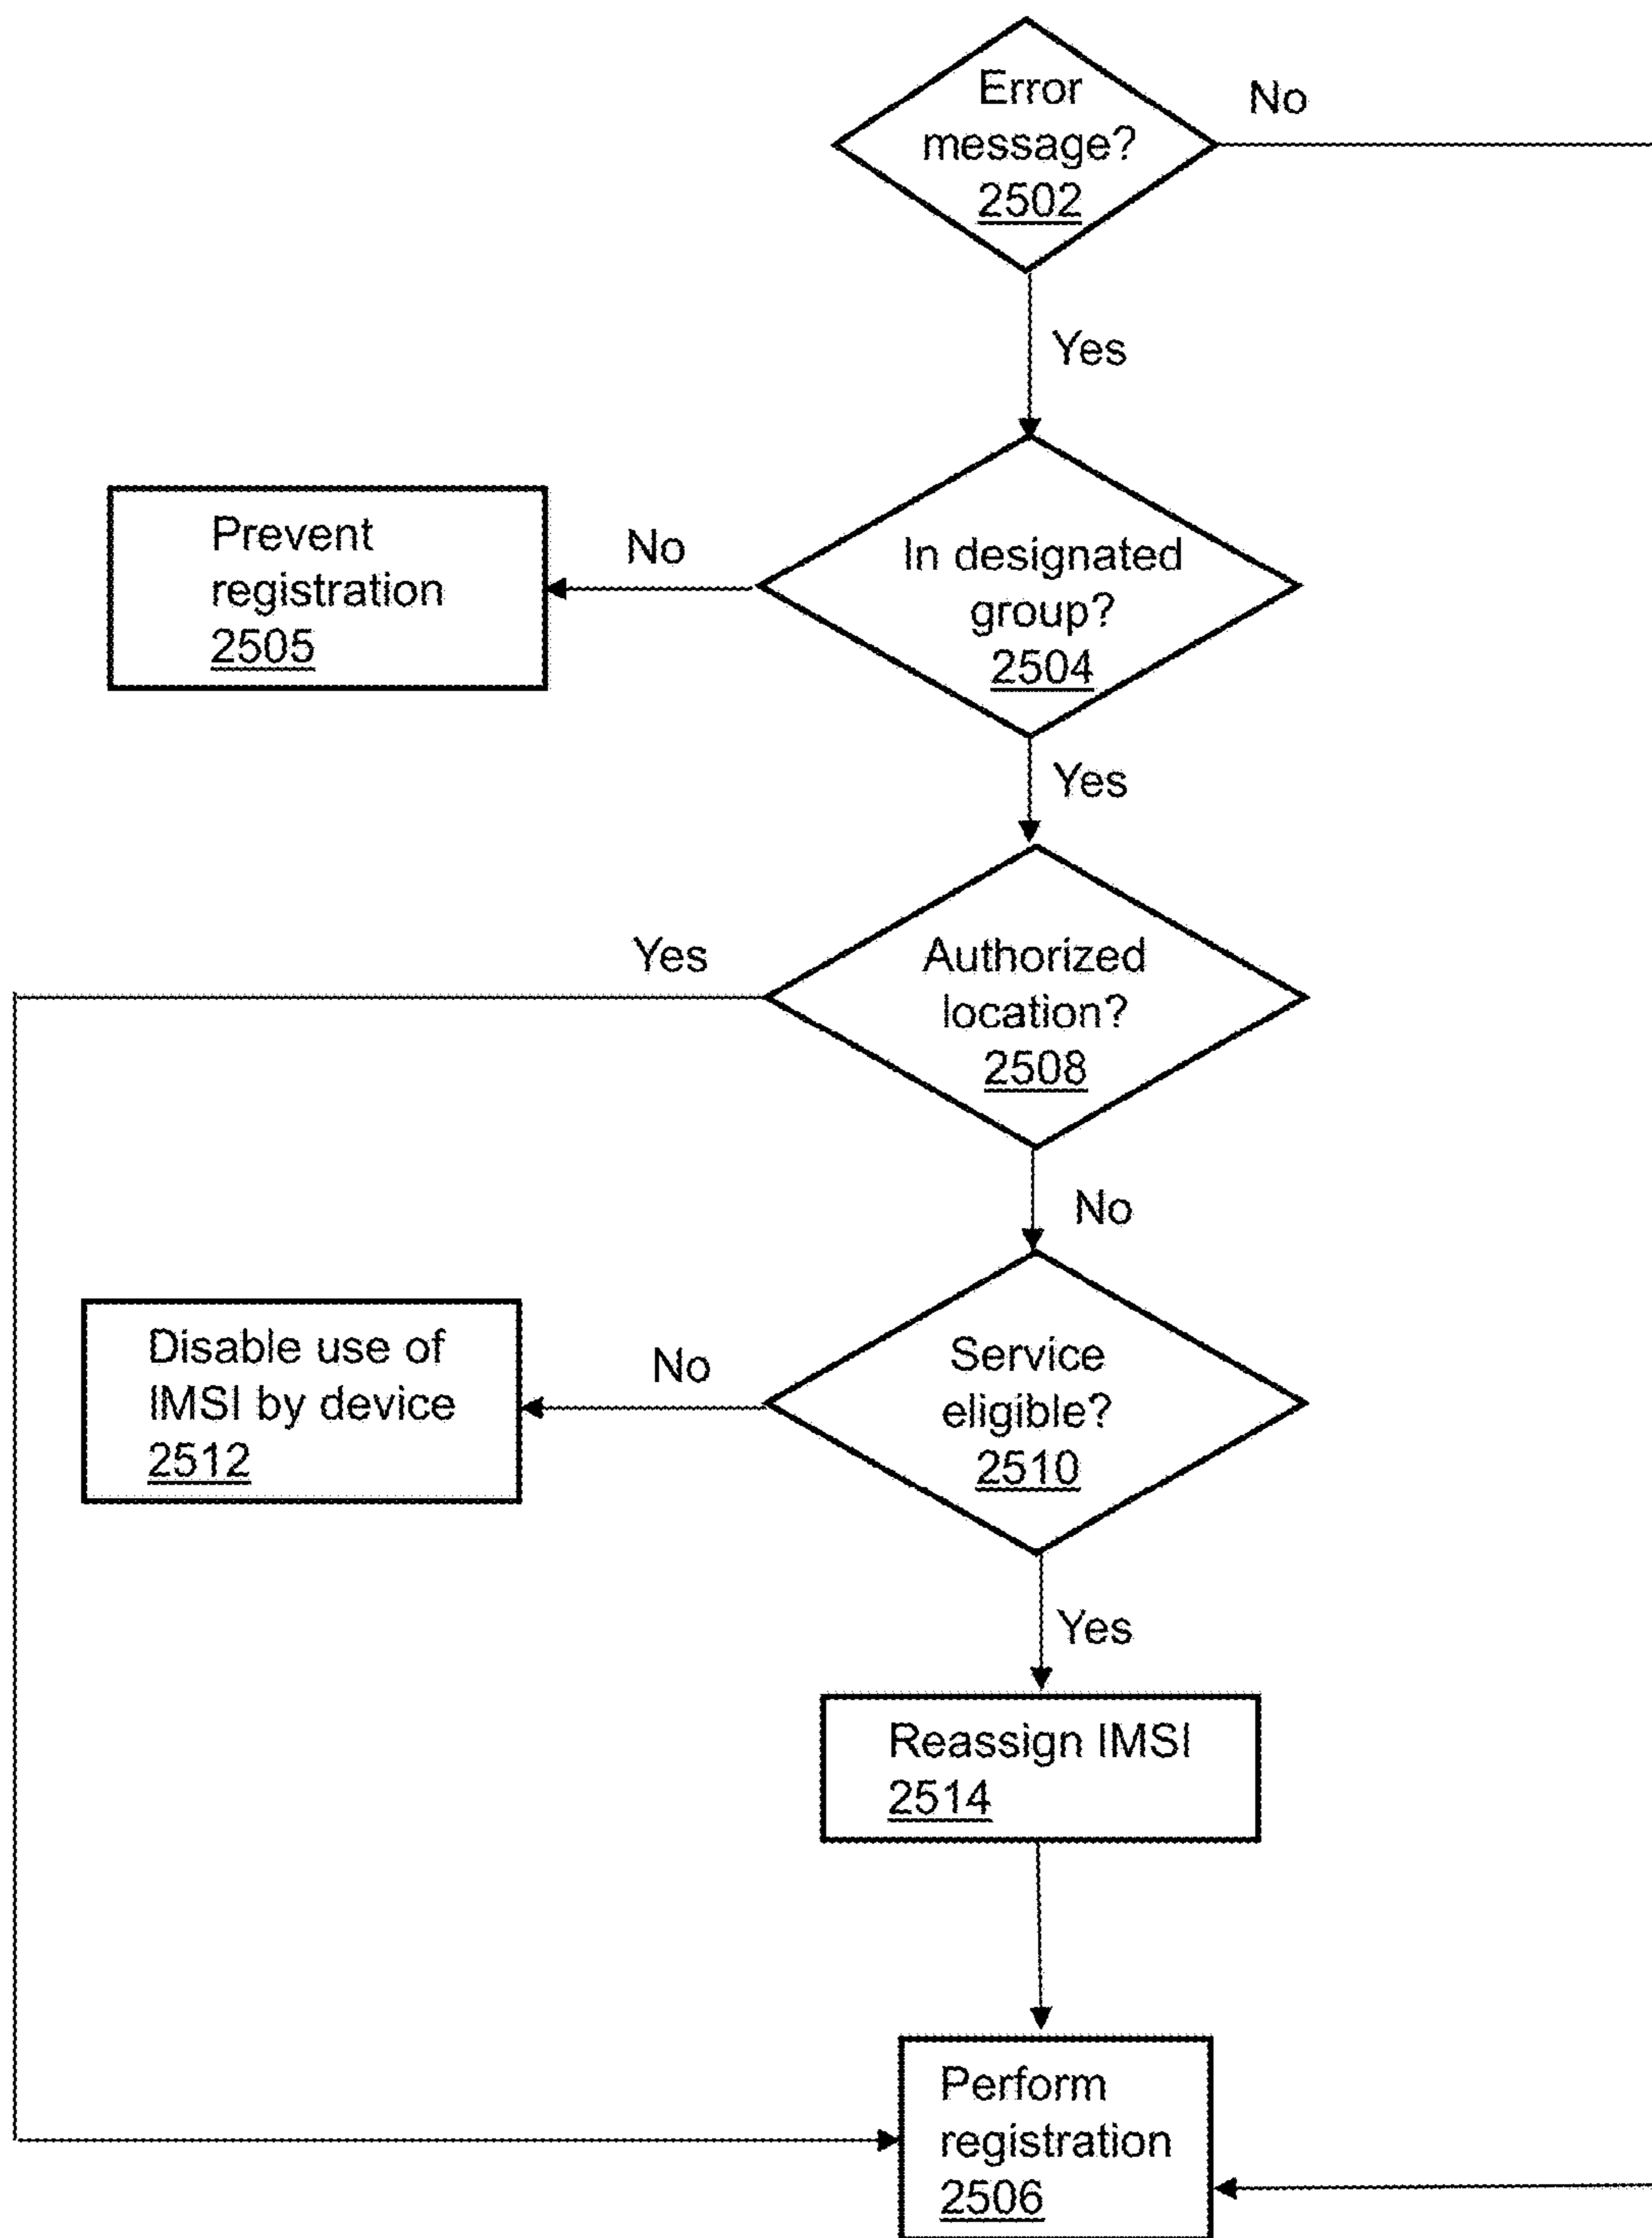 Error
message?
2502
No
Yes
Prevent
registration
2505
No
In designated
group?
2504
Yes
Yes
Authorized
location?
2508
No
Disable use of
IMSI by device
2512
No
Service
eligible?
2510
Yes
Reassign IMSI
2514
Perform
registration
2506